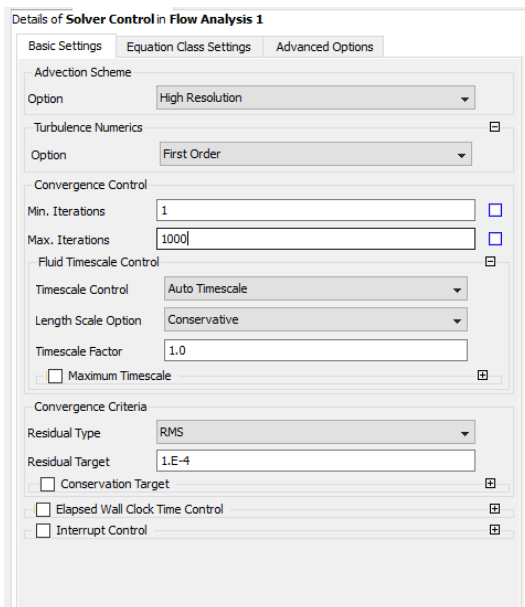 Details of Solver Control in Flow Analysis 1
Basic Settings Equation Class Settings Advanced Options
Advection Scheme
Option High Resolution
Turbulence Numerics
Option First Order
Convergence Control
Min. Iterations 1
Max. Iterations 1000
Fluid Timescale Control
Timescale Control Auto Timescale
Length Scale Option Conservative
Timescale Factor 1.0
Maximum Timescale
Convergence Criteria
Residual Type RMS
Residual Target 1.E-4
Conservation Target
Elapsed Wall Clock Time Control
Interrupt Control